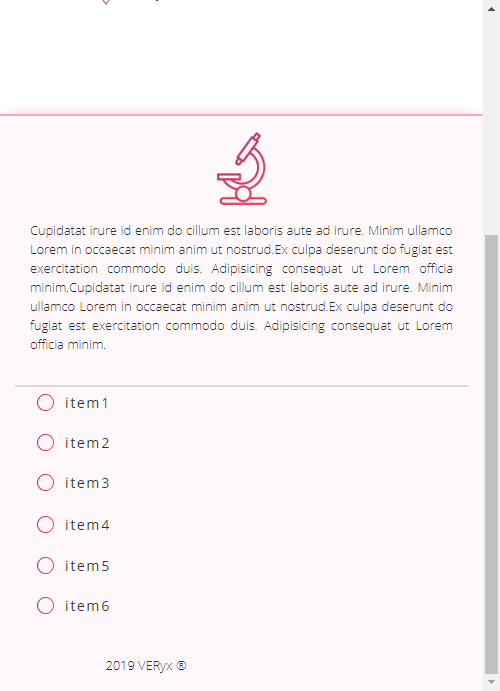 Cupidatat irure id enim do cillum est laboris aute ad irure. Minim ullamco
Lorem in occaecat minim anim ut nostrud.Ex culpa deserunt do fugiat est
exercitation commodo duis. Adipisicing consequat ut Lorem officia
minim.Cupidatat irure id enim do cillum est laboris aute ad irure. Minim
ullamco Lorem in occaecat minim anim ut nostrud.Ex culpa deserunt do
fugiat est exercitation commodo duis. Adipisicing consequat ut Lorem
officia minim.
item1
item2
item3
item4
item5
item6
2019 VERyx ®